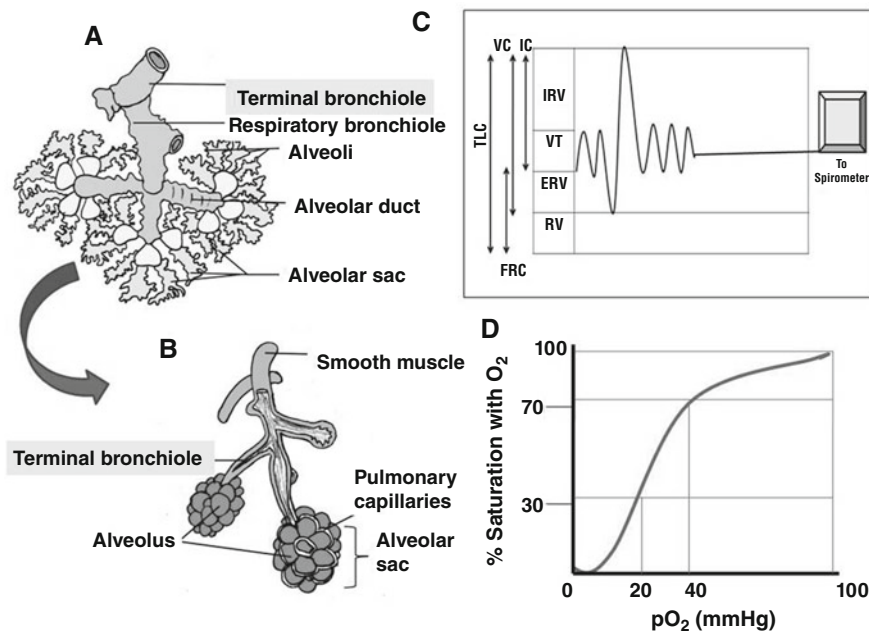 A
Terminal bronchiole
Respiratory bronchiole
Alveoli
Alveolar duct
Alveolar sac
B
Smooth muscle
Terminal bronchiole
Pulmonary
capillaries
Alveolus
Alveolar
sac
C
VC IC
TLC
IRV
VT
ERV
RV
FRC
To
Spirometer
D
% Saturation with O₂
100
70
30
0 20 40 100
pO₂ (mmHg)